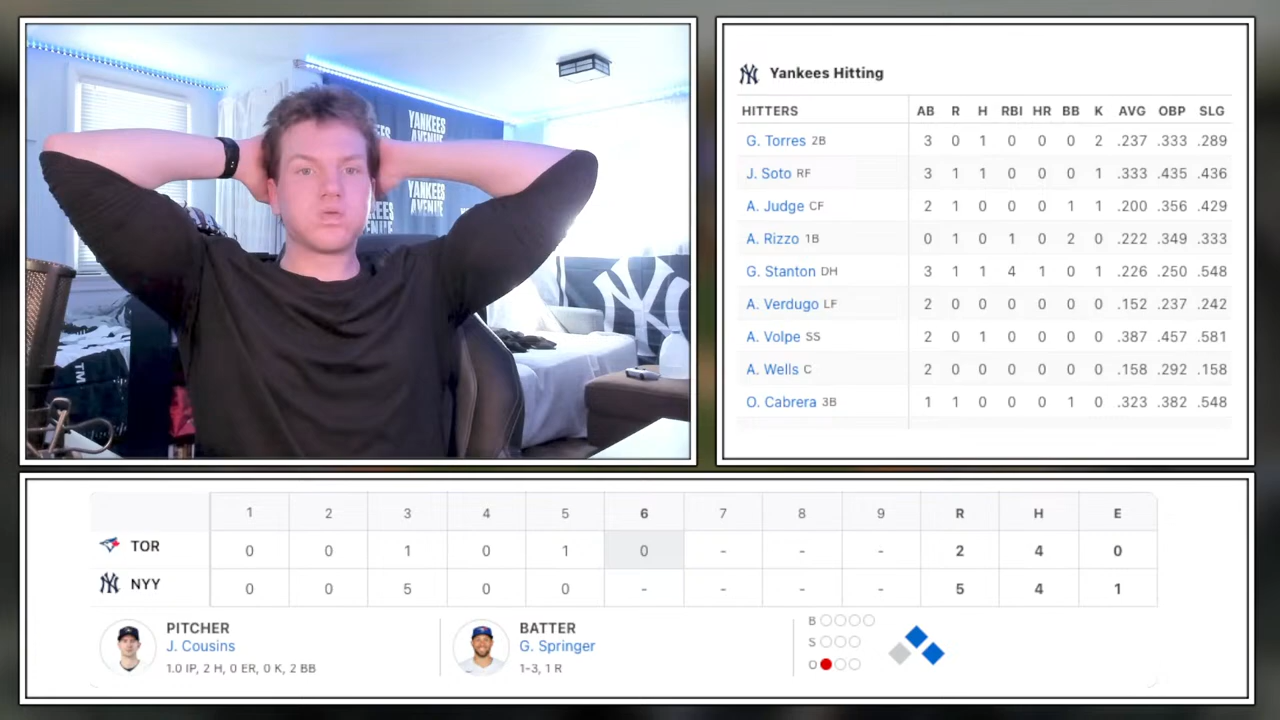 YANKEES
AVENUE
YANKEES
AVENUE
TM
Yankees Hitting
HITTERS AB R H RBI HR BB K AVG OBP SLG
G. Torres 2B 3 0 1 0 0 0 2 .237 .333 .289
J. Soto RF 3 1 1 0 0 0 1 .333 .435 .436
A. Judge CF 2 1 0 0 0 1 1 .200 .356 .429
A. Rizzo 1B 0 1 0 1 0 2 0 .222 .349 .333
G. Stanton DH 3 1 1 4 1 0 1 .226 .250 .548
A. Verdugo LF 2 0 0 0 0 0 0 .152 .237 .242
A. Volpe SS 2 0 1 0 0 0 0 .387 .457 .581
A. Wells C 2 0 0 0 0 0 0 .158 .292 .158
O. Cabrera 3B 1 1 0 0 0 1 0 .323 .382 .548
1 2 3 4 5 6 7 8 9 R H E
TOR 0 0 1 0 1 0 - - - 2 4 0
NYY 0 0 5 0 0 - - - - 5 4 1
PITCHER
J. Cousins
1.0 IP, 2 H, 0 ER, 0 K, 2 BB
BATTER
G. Springer
1-3, 1 R
B
S
O